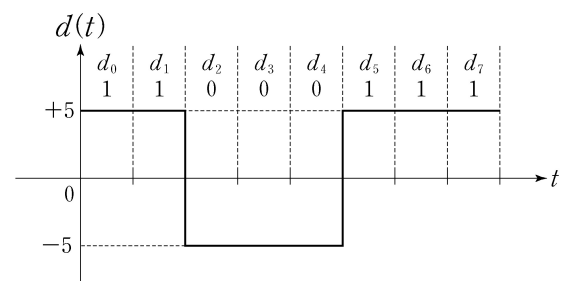 d(t)
d₀ d₁ d₂ d₃ d₄ d₅ d₆ d₇
1 1 0 0 0 1 1 1
+5
0
t
−5